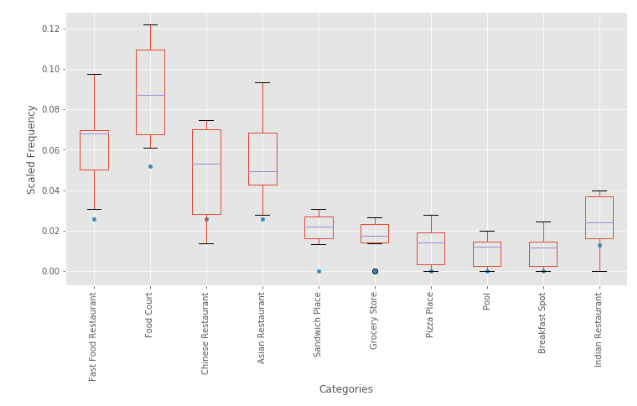 0.12
0.10
0.08
0.06
0.04
0.02
0.00
Scaled Frequency
Fast Food Restaurant
Food Court
Chinese Restaurant
Asian Restaurant
Sandwich Place
Grocery Store
Pizza Place
Pool
Breakfast Spot
Indian Restaurant
Categories